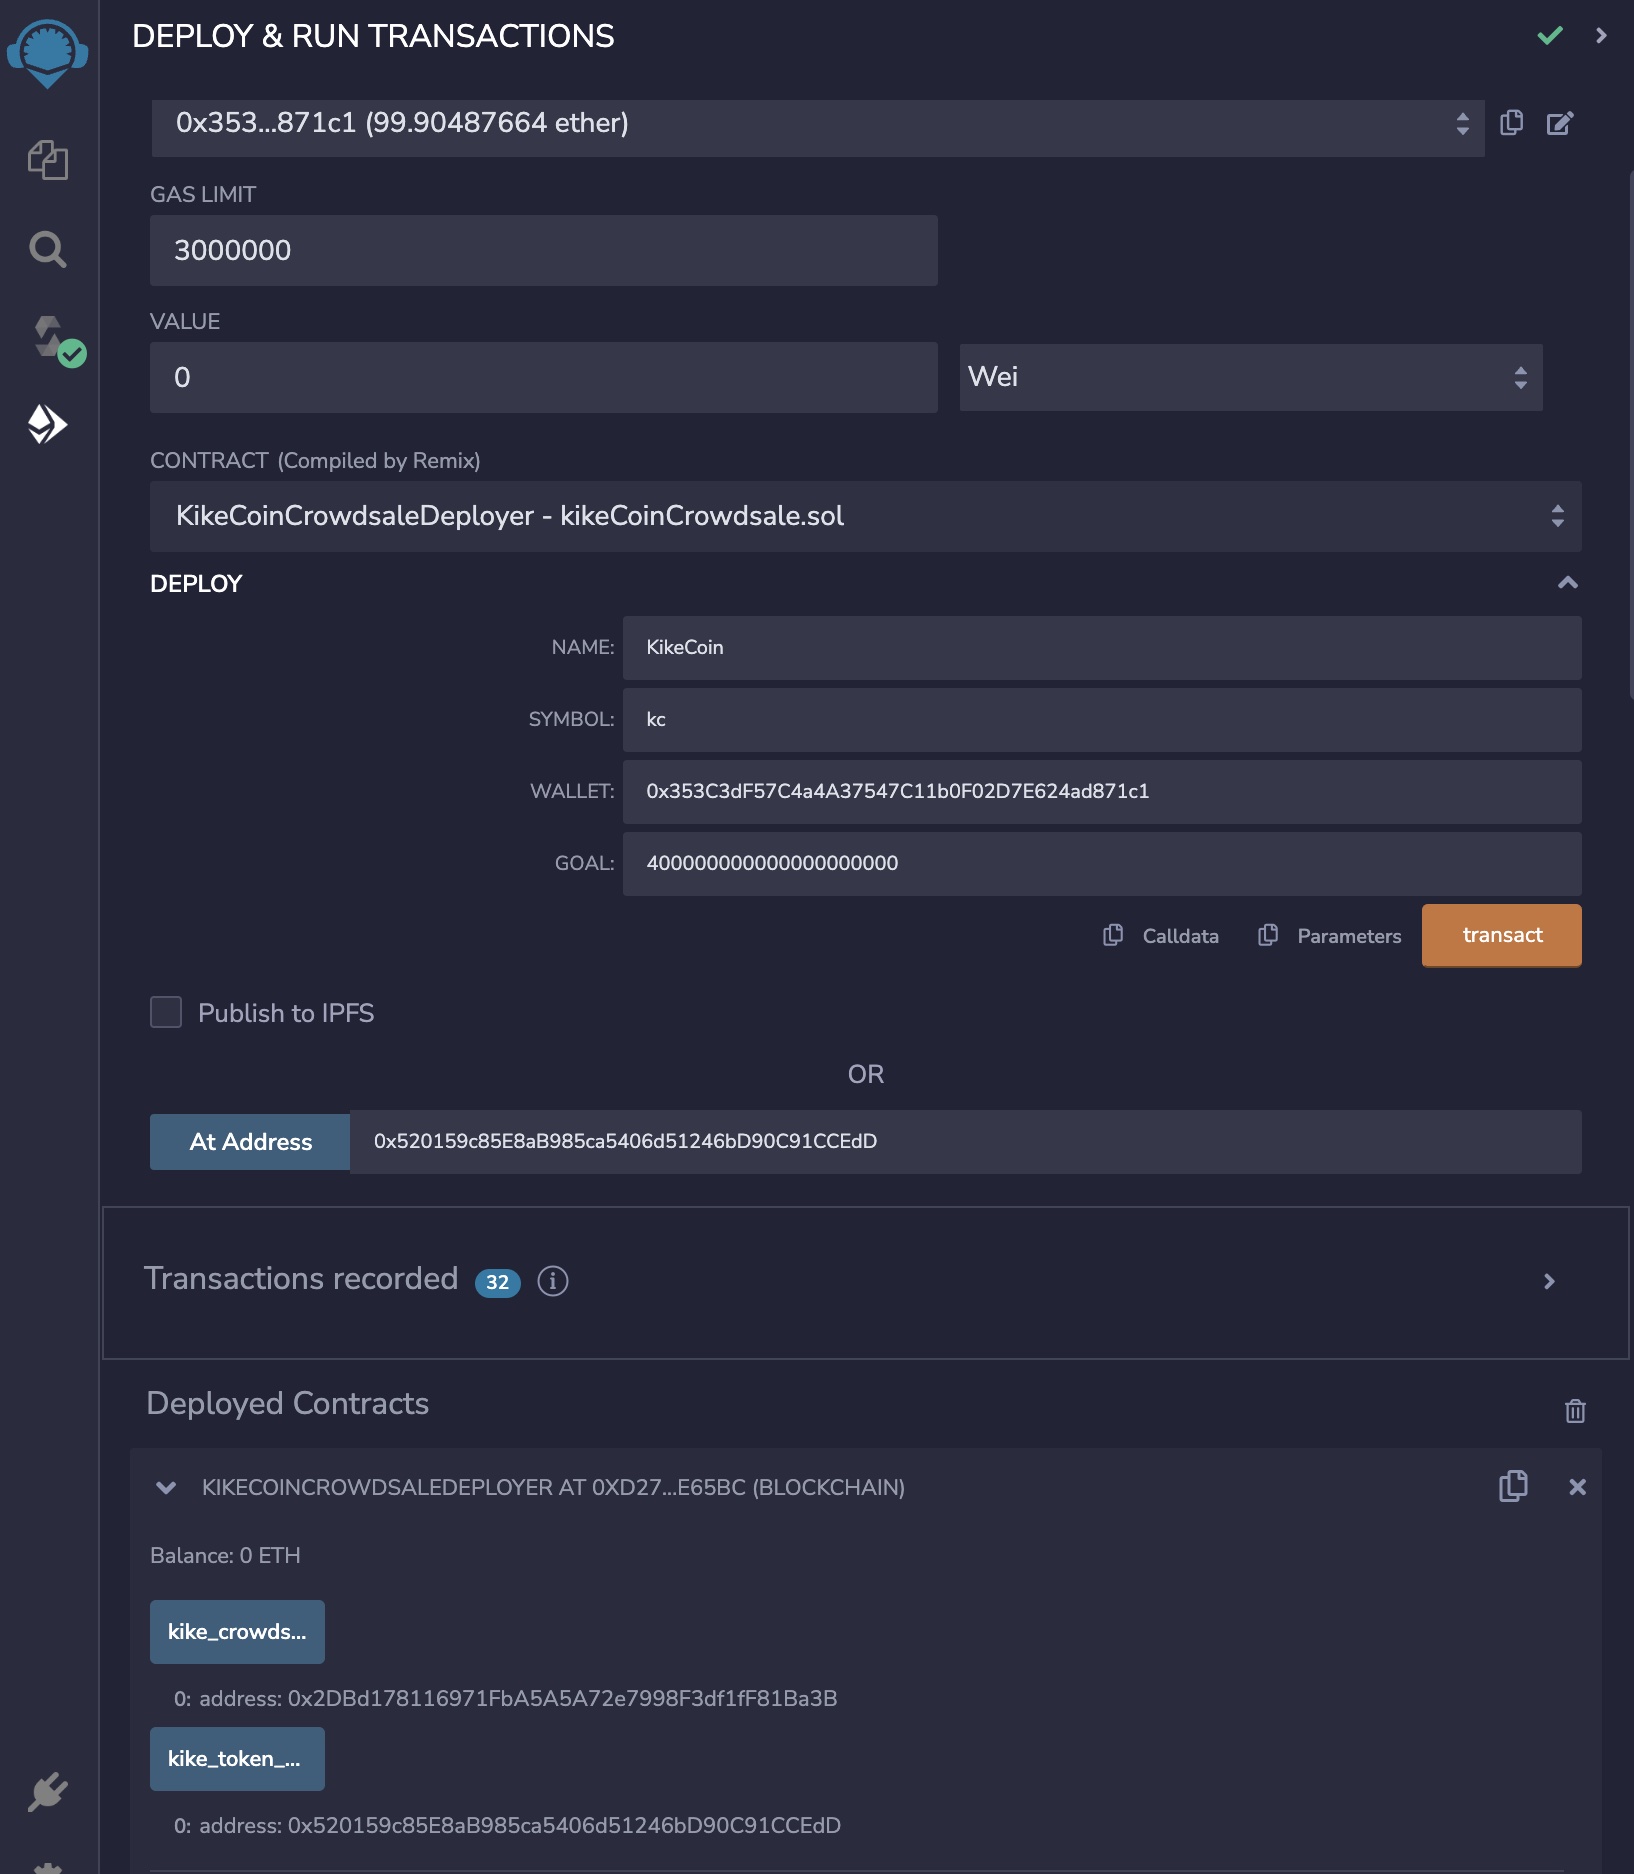 DEPLOY & RUN TRANSACTIONS
0x353...871c1 (99.90487664 ether)
GAS LIMIT
3000000
VALUE
0
Wei
CONTRACT (Compiled by Remix)
KikeCoinCrowdsaleDeployer - kikeCoinCrowdsale.sol
DEPLOY
NAME: KikeCoin
SYMBOL: kc
WALLET: 0x353C3dF57C4a4A37547C11b0F02D7E624ad871c1
GOAL: 400000000000000000000
Calldata Parameters transact
Publish to IPFS
OR
At Address 0x520159c85E8aB985ca5406d51246bD90C91CCEdD
Transactions recorded 32 i
Deployed Contracts
KIKECOINCROWDSALEDEPLOYER AT 0XD27...E65BC (BLOCKCHAIN)
Balance: 0 ETH
kike_crowds...
0: address: 0x2DBd178116971FbA5A5A72e7998F3df1fF81Ba3B
kike_token_...
0: address: 0x520159c85E8aB985ca5406d51246bD90C91CCEdD